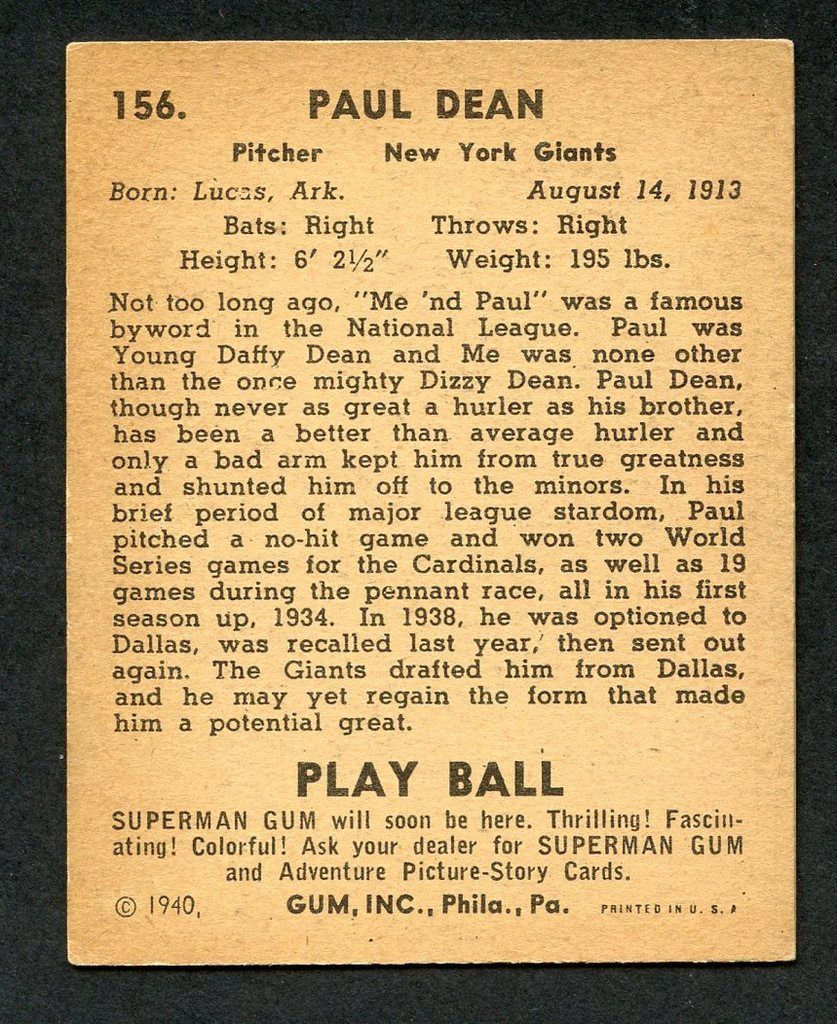 156. PAUL DEAN
Pitcher New York Giants
Born: Lucas, Ark. August 14, 1913
Bats: Right Throws: Right
Height: 6′ 2½″ Weight: 195 lbs.
Not too long ago, "Me 'nd Paul" was a famous
byword in the National League. Paul was
Young Daffy Dean and Me was none other
than the once mighty Dizzy Dean. Paul Dean,
though never as great a hurler as his brother,
has been a better than average hurler and
only a bad arm kept him from true greatness
and shunted him off to the minors. In his
brief period of major league stardom, Paul
pitched a no-hit game and won two World
Series games for the Cardinals, as well as 19
games during the pennant race, all in his first
season up, 1934. In 1938, he was optioned to
Dallas, was recalled last year, then sent out
again. The Giants drafted him from Dallas,
and he may yet regain the form that made
him a potential great.
PLAY BALL
SUPERMAN GUM will soon be here. Thrilling! Fascin-
ating! Colorful! Ask your dealer for SUPERMAN GUM
and Adventure Picture-Story Cards.
© 1940, GUM, INC., Phila., Pa. PRINTED IN U. S. A